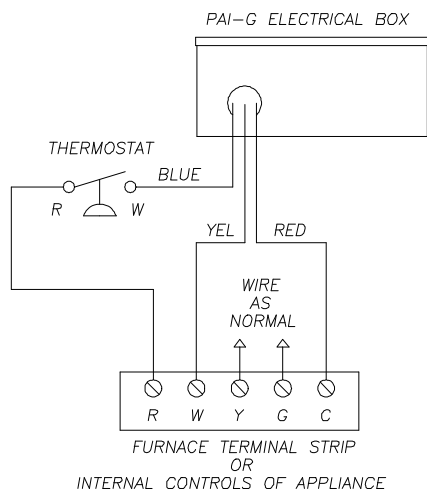 PAI-G ELECTRICAL BOX
THERMOSTAT
BLUE
R
W
YEL
RED
WIRE
AS
NORMAL
R W Y G C
FURNACE TERMINAL STRIP
OR
INTERNAL CONTROLS OF APPLIANCE